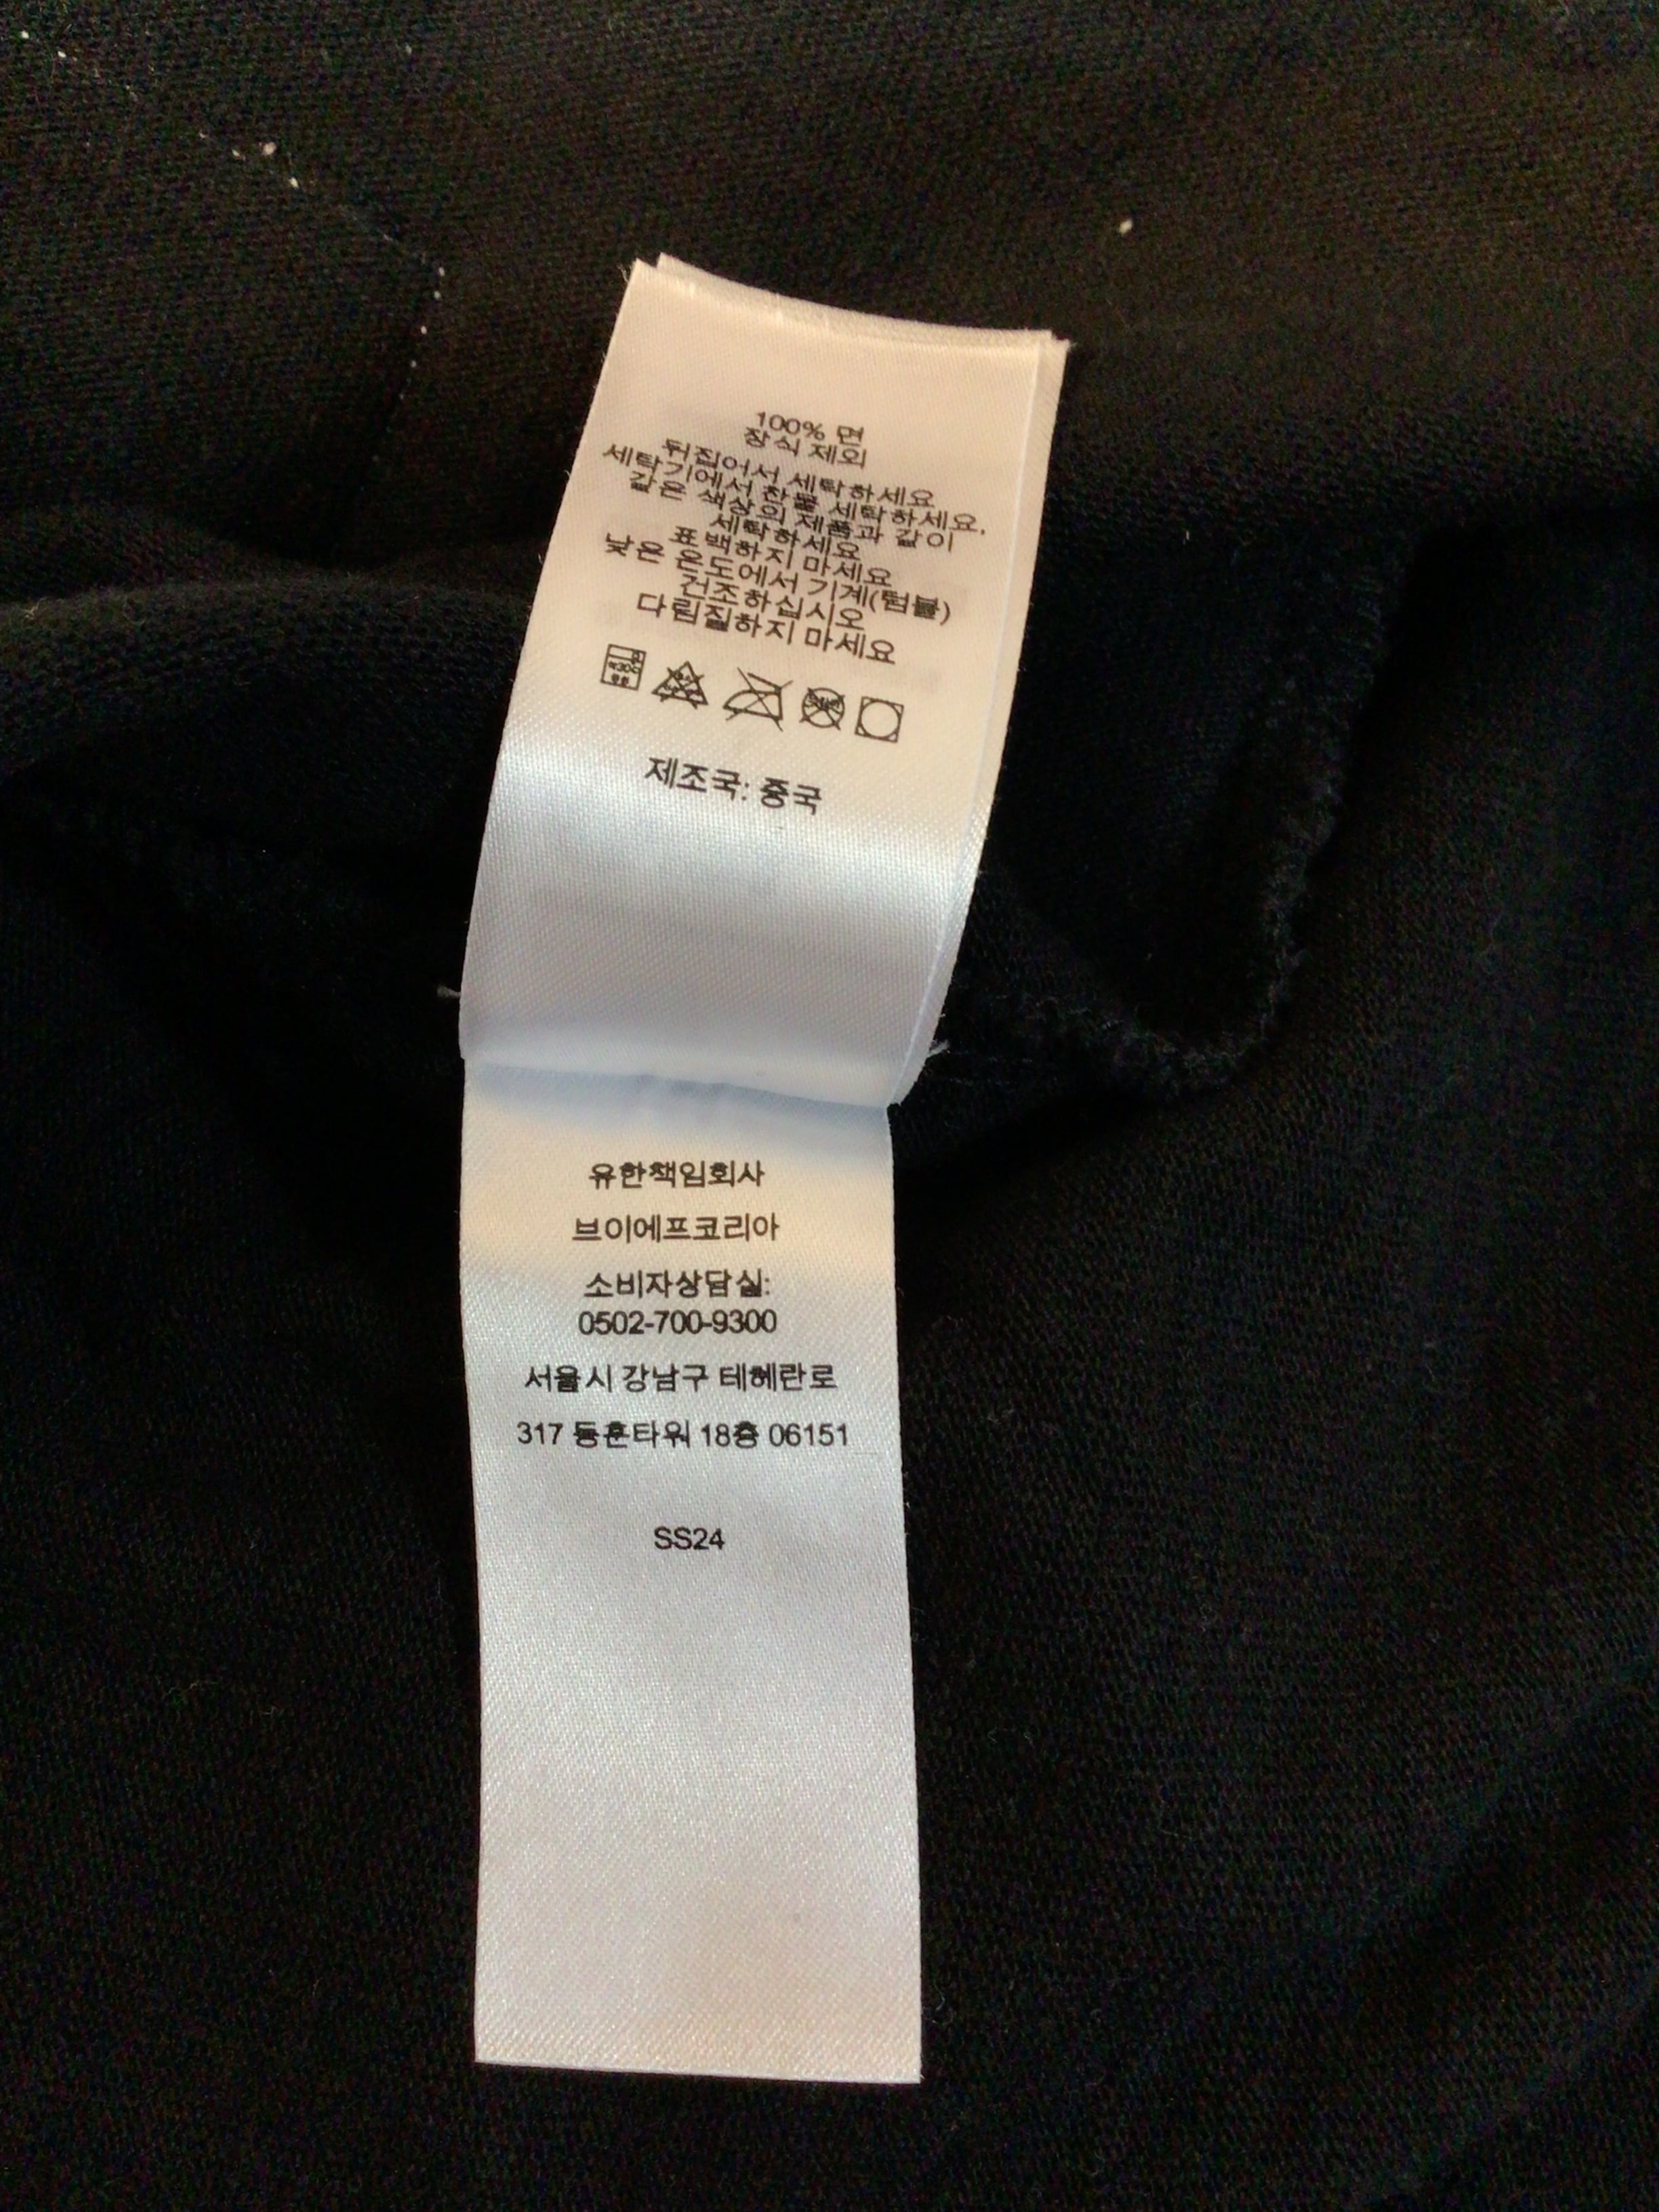 100% 면
장식 제외
뒤집어서 세탁하세요
세탁기에서 찬물 세탁하세요.
같은 색상의 제품과 같이
세탁하세요
표백하지 마세요
낮은 온도에서 기계(텀블)
건조하십시오
다림질하지 마세요
제조국: 중국
유한책임회사
브이에프코리아
소비자상담실:
0502-700-9300
서울시 강남구 테헤란로
317 동훈타워 18층 06151
SS24